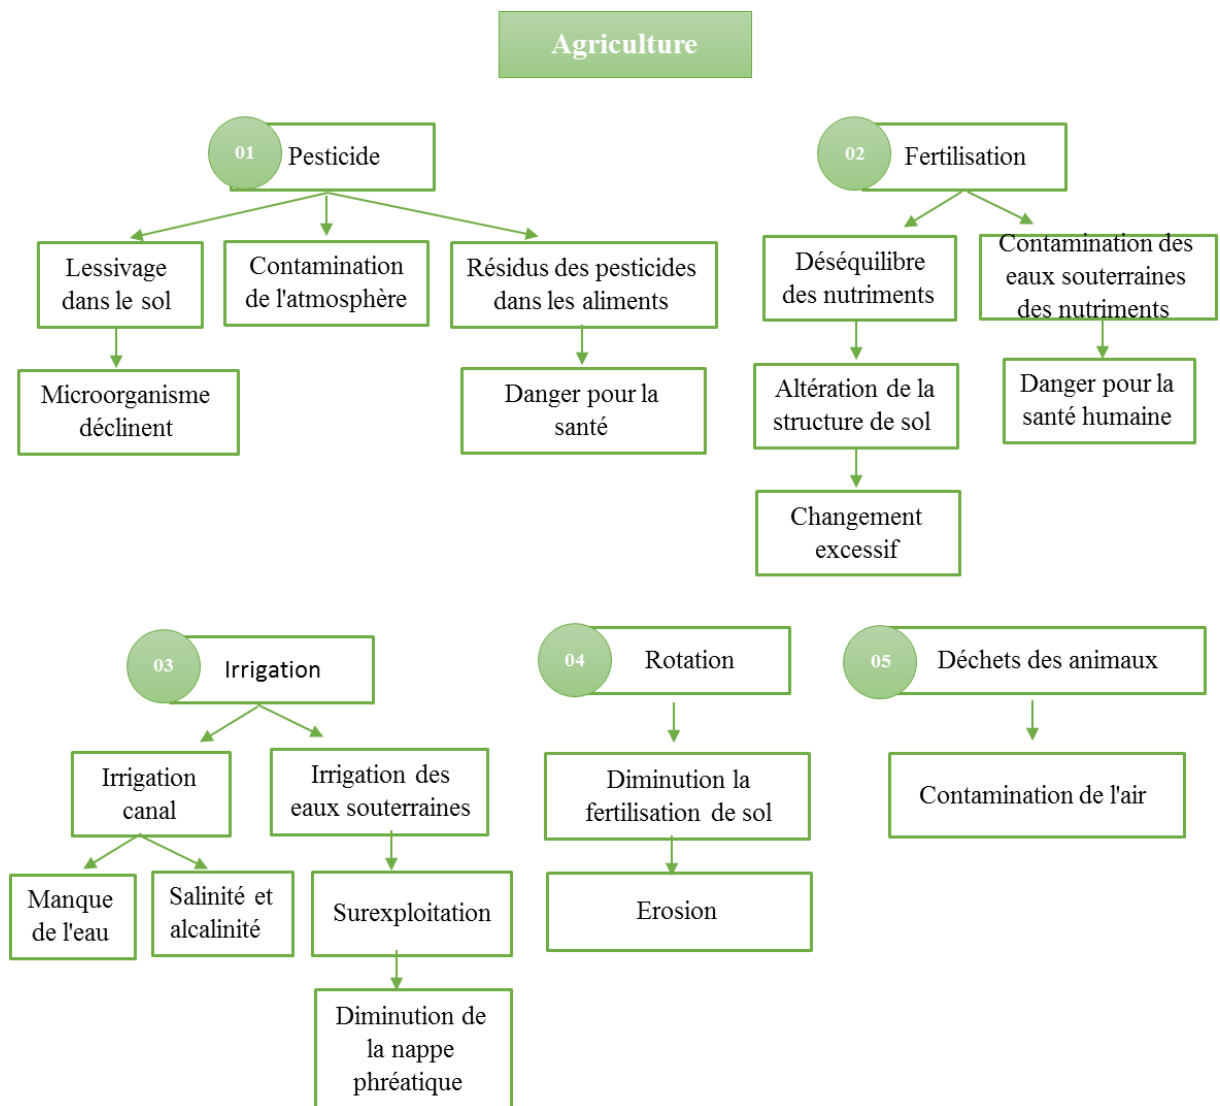 Agriculture
01
Pesticide
Lessivage
dans le sol
Microorganisme
déclinent
Contamination
de l'atmosphère
Résidus des pesticides
dans les aliments
Danger pour la
santé
02
Fertilisation
Déséquilibre
des nutriments
Altération de la
structure de sol
Changement
excessif
Contamination des
eaux souterraines
des nutriments
Danger pour la
santé humaine
03
Irrigation
Irrigation
canal
Manque
de l'eau
Salinité et
alcalinité
Irrigation des
eaux souterraines
Surexploitation
Diminution de
la nappe
phréatique
04
Rotation
Diminution la
fertilisation de sol
Erosion
05
Déchets des animaux
Contamination de l'air